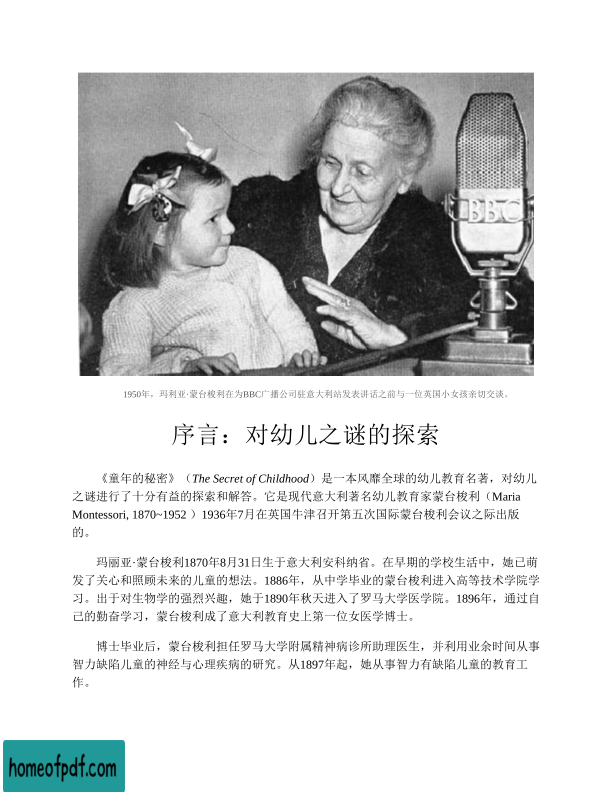 BBC
1950年，玛利亚·蒙台梭利在为BBC广播公司驻意大利站发表讲话之前与一位英国小女孩亲切交谈。
序言：对幼儿之谜的探索
《童年的秘密》（The Secret of Childhood）是一本风靡全球的幼儿教育名著，对幼儿
之谜进行了十分有益的探索和解答。它是现代意大利著名幼儿教育家蒙台梭利（Maria
Montessori, 1870~1952 ）1936年7月在英国牛津召开第五次国际蒙台梭利会议之际出版
的。
玛丽亚·蒙台梭利1870年8月31日生于意大利安科纳省。在早期的学校生活中，她已萌
发了关心和照顾未来的儿童的想法。1886年，从中学毕业的蒙台梭利进入高等技术学院学
习。出于对生物学的强烈兴趣，她于1890年秋天进入了罗马大学医学院。1896年，通过自
己的勤奋学习，蒙台梭利成了意大利教育史上第一位女医学博士。
博士毕业后，蒙台梭利担任罗马大学附属精神病诊所助理医生，并利用业余时间从事
智力缺陷儿童的神经与心理疾病的研究。从1897年起，她从事智力有缺陷儿童的教育工
作。
homeofpdf.com